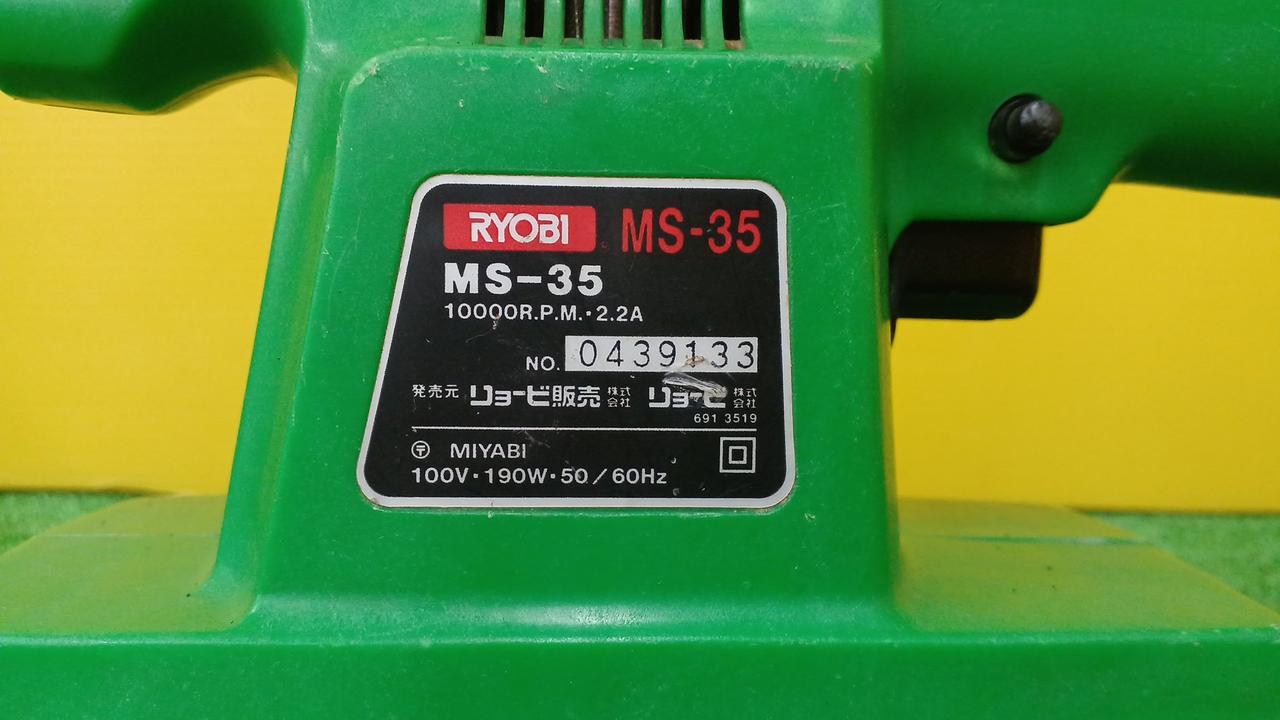 RYOBI MS-35
MS-35
10000R.P.M.・2.2A
NO. 0439133
発売元 リョービ販売株式会社 リョービ株式会社
691 3519
〶 MIYABI
100V・190W・50/60Hz